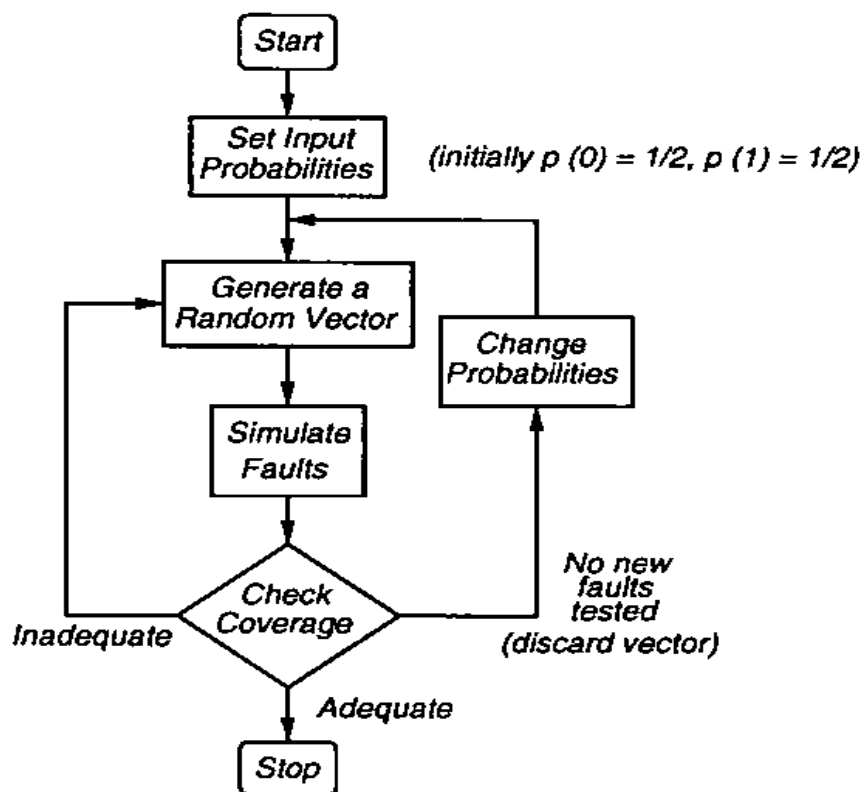 Start
Set Input
Probabilities
(initially p (0) = 1/2, p (1) = 1/2)
Generate a
Random Vector
Change
Probabilities
Simulate
Faults
Check
Coverage
Inadequate
No new
faults
tested
(discard vector)
Adequate
Stop